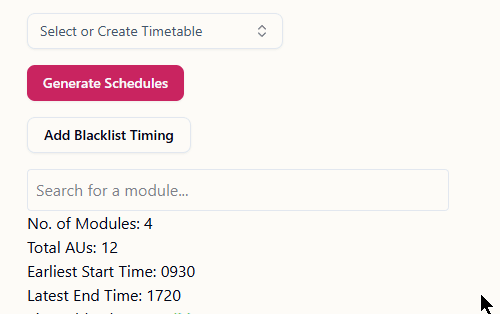 Select or Create Timetable
Generate Schedules
Add Blacklist Timing
Search for a module...
No. of Modules: 4
Total AUs: 12
Earliest Start Time: 0930
Latest End Time: 1720